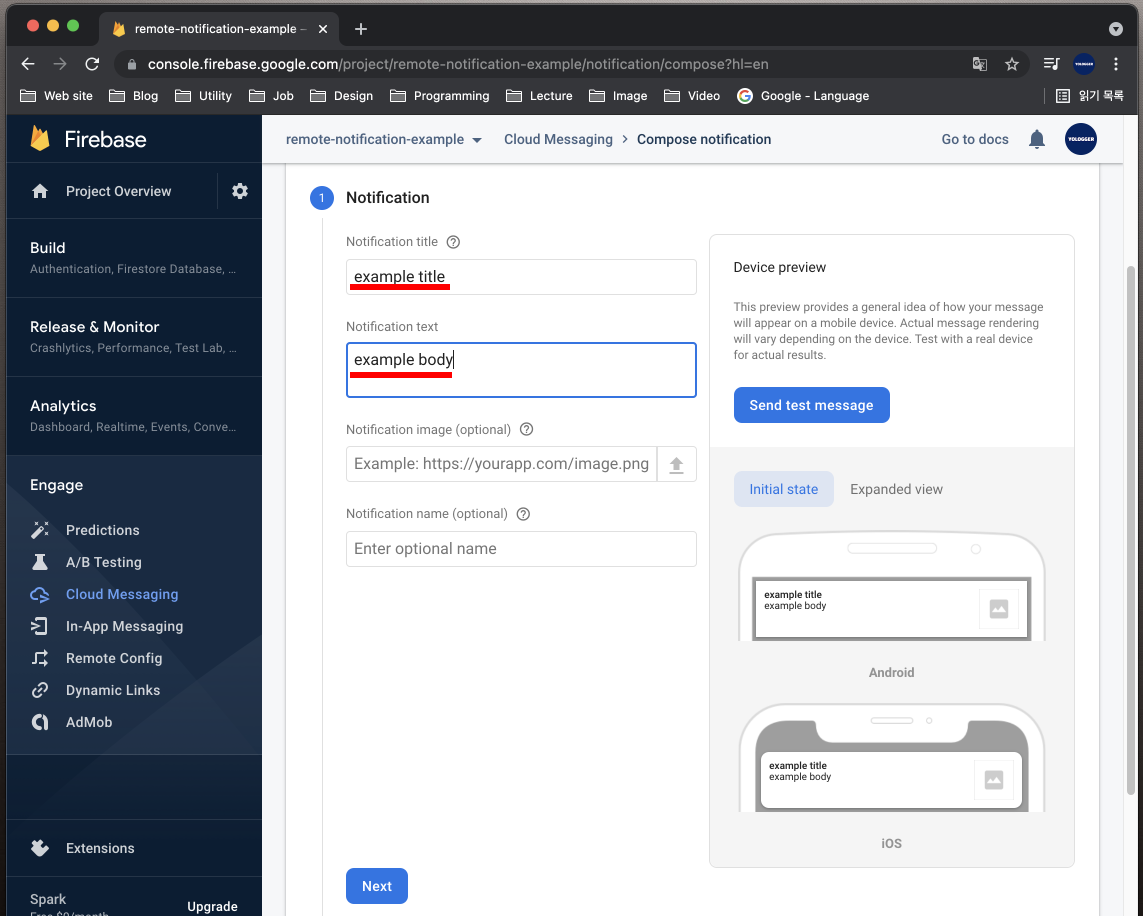 remote-notification-example –
console.firebase.google.com/project/remote-notification-example/notification/compose?hl=en
YOLOGGER
Web site
Blog
Utility
Job
Design
Programming
Lecture
Image
Video
Google - Language
읽기 목록
Firebase
remote-notification-example
Cloud Messaging
Compose notification
Go to docs
YOLOGGER
Project Overview
Build
Authentication, Firestore Database, ...
Release & Monitor
Crashlytics, Performance, Test Lab, ...
Analytics
Dashboard, Realtime, Events, Conve...
Engage
Predictions
A/B Testing
Cloud Messaging
In-App Messaging
Remote Config
Dynamic Links
AdMob
Extensions
Spark
Free $0/month
Upgrade
1
Notification
Notification title
example title
Notification text
example body
Notification image (optional)
Example: https://yourapp.com/image.png
Notification name (optional)
Enter optional name
Next
Device preview
This preview provides a general idea of how your message
will appear on a mobile device. Actual message rendering
will vary depending on the device. Test with a real device
for actual results.
Send test message
Initial state
Expanded view
example title
example body
Android
example title
example body
iOS